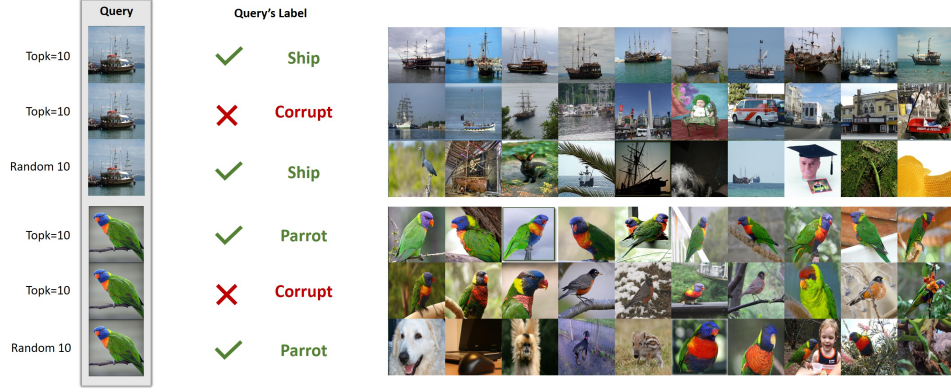 Query
Query's Label
Topk=10
Ship
Topk=10
Corrupt
Random 10
Ship
Topk=10
Parrot
Topk=10
Corrupt
Random 10
Parrot